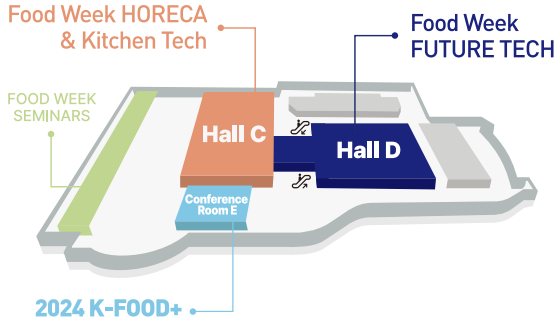 Food Week HORECA
& Kitchen Tech
Food Week
FUTURE TECH
FOOD WEEK
SEMINARS
Hall C
Hall D
Conference
Room E
2024 K-FOOD+